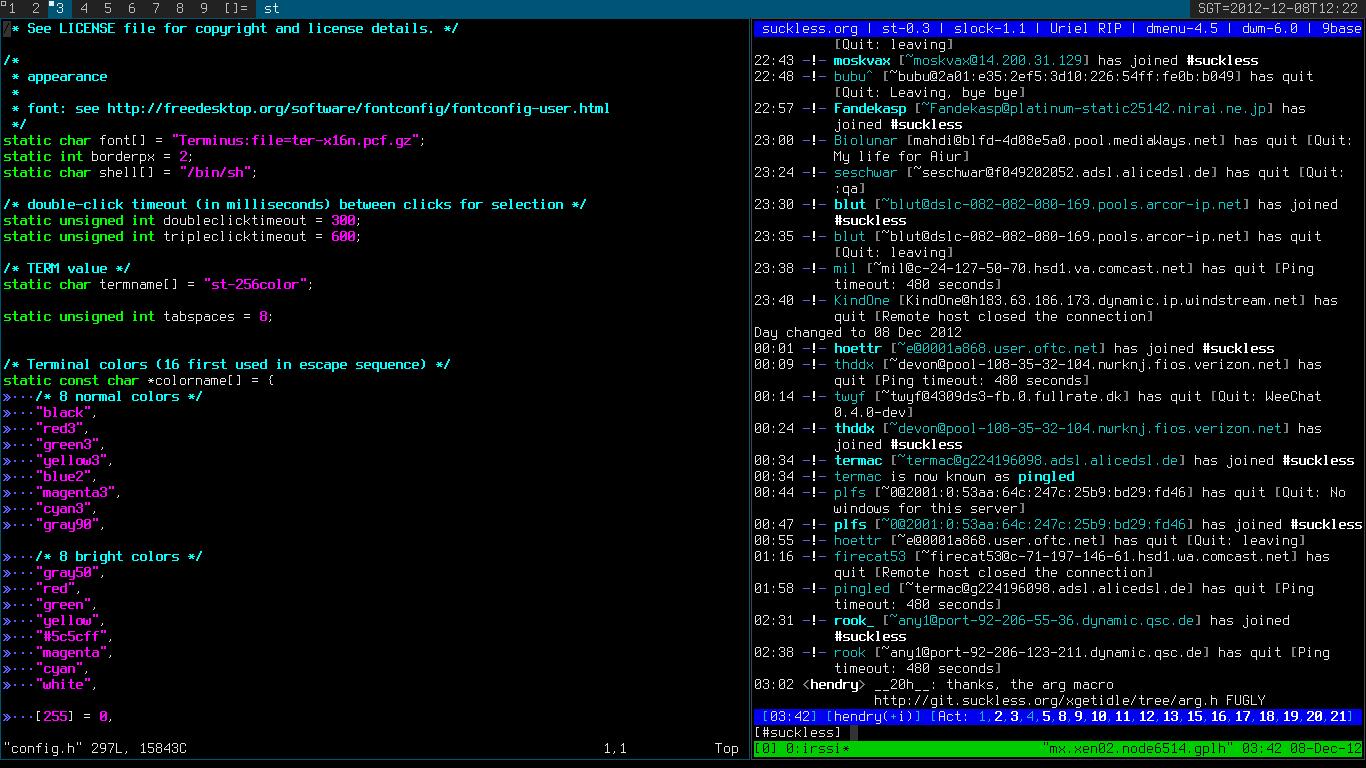 1 2 3 4 5 6 7 8 9 []= st
SGT=2012-12-08T12:22
/* See LICENSE file for copyright and license details. */
/*
* appearance
*
* font: see http://freedesktop.org/software/fontconfig/fontconfig-user.html
*/
static char font[] = "Terminus:file=ter-x16n.pcf.gz";
static int borderpx = 2;
static char shell[] = "/bin/sh";
/* double-click timeout (in milliseconds) between clicks for selection */
static unsigned int doubleclicktimeout = 300;
static unsigned int tripleclicktimeout = 600;
/* TERM value */
static char termname[] = "st-256color";
static unsigned int tabspaces = 8;
/* Terminal colors (16 first used in escape sequence) */
static const char *colorname[] = {
»···/* 8 normal colors */
»···"black",
»···"red3",
»···"green3",
»···"yellow3",
»···"blue2",
»···"magenta3",
»···"cyan3",
»···"gray90",
»···/* 8 bright colors */
»···"gray50",
»···"red",
»···"green",
»···"yellow",
»···"#5c5cff",
»···"magenta",
»···"cyan",
»···"white",
»···[255] = 0,
"config.h" 297L, 15843C 1,1 Top
suckless.org | st-0.3 | slock-1.1 | Uriel RIP | dmenu-4.5 | dwm-6.0 | 9base
[Quit: leaving]
22:43 -!- moskvax [~moskvax@14.200.31.129] has joined #suckless
22:48 -!- bubu^ [~bubu@2a01:e35:2ef5:3d10:226:54ff:fe0b:b049] has quit
[Quit: Leaving, bye bye]
22:57 -!- Fandekasp [~Fandekasp@platinum-static25142.nirai.ne.jp] has
joined #suckless
23:00 -!- Biolunar [mahdi@blfd-4d08e5a0.pool.mediaWays.net] has quit [Quit:
My life for Aiur]
23:24 -!- seschwar [~seschwar@f049202052.adsl.alicedsl.de] has quit [Quit:
:qa]
23:30 -!- blut [~blut@dslc-082-082-080-169.pools.arcor-ip.net] has joined
#suckless
23:35 -!- blut [~blut@dslc-082-082-080-169.pools.arcor-ip.net] has quit
[Quit: leaving]
23:38 -!- mil [~mil@c-24-127-50-70.hsd1.va.comcast.net] has quit [Ping
timeout: 480 seconds]
23:40 -!- KindOne [KindOne@h183.63.186.173.dynamic.ip.windstream.net] has
quit [Remote host closed the connection]
Day changed to 08 Dec 2012
00:01 -!- hoettr [~e@0001a868.user.oftc.net] has joined #suckless
00:09 -!- thddx [~devon@pool-108-35-32-104.nwrknj.fios.verizon.net] has
quit [Ping timeout: 480 seconds]
00:14 -!- twyf [~twyf@4309ds3-fb.0.fullrate.dk] has quit [Quit: WeeChat
0.4.0-dev]
00:24 -!- thddx [~devon@pool-108-35-32-104.nwrknj.fios.verizon.net] has
joined #suckless
00:34 -!- termac [~termac@g224196098.adsl.alicedsl.de] has joined #suckless
00:34 -!- termac is now known as pingled
00:44 -!- plfs [~0@2001:0:53aa:64c:247c:25b9:bd29:fd46] has quit [Quit: No
windows for this server]
00:47 -!- plfs [~0@2001:0:53aa:64c:247c:25b9:bd29:fd46] has joined #suckless
00:55 -!- hoettr [~e@0001a868.user.oftc.net] has quit [Quit: leaving]
01:16 -!- firecat53 [~firecat53@c-71-197-146-61.hsd1.wa.comcast.net] has
quit [Remote host closed the connection]
01:58 -!- pingled [~termac@g224196098.adsl.alicedsl.de] has quit [Ping
timeout: 480 seconds]
02:31 -!- rook_ [~any1@port-92-206-55-36.dynamic.qsc.de] has joined
#suckless
02:38 -!- rook [~any1@port-92-206-123-211.dynamic.qsc.de] has quit [Ping
timeout: 480 seconds]
03:02 <hendry> __20h__: thanks, the arg macro
http://git.suckless.org/xgetidle/tree/arg.h FUGLY
[03:42] [hendry(+i)] [Act: 1,2,3,4,5,8,9,10,11,12,13,15,16,17,18,19,20,21]
[#suckless]
[0] 0:irssi* "mx.xen02.node6514.gplh" 03:42 08-Dec-12